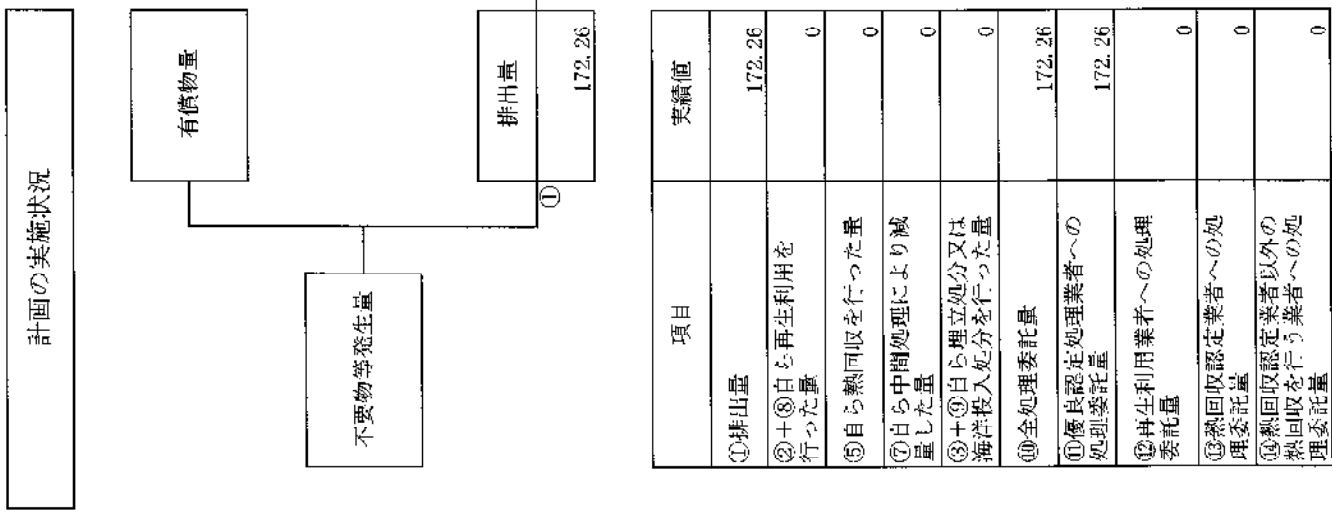 計画の実施状況
有償物量
不要物等発生量
排出量
172.26
①
項目
実績値
①排出量
172.26
②+⑧自ら再生利用を
行った量
0
⑤自ら熱回収を行った量
0
⑦自ら中間処理により減
量した量
0
③+⑨自ら埋立処分又は
海洋投入処分を行った量
0
⑩全処理委託量
172.26
⑪優良認定処理業者への
処理委託量
172.26
⑫再生利用業者への処理
委託量
0
⑬熱回収認定業者への処
理委託量
0
⑭熱回収認定業者以外の
熱回収を行う業者への処
理委託量
0